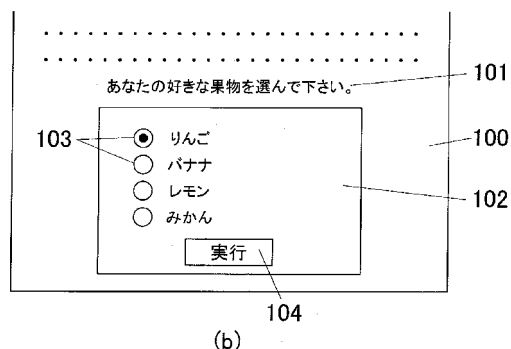 あなたの好きな果物を選んで下さい。
101
103
りんご
バナナ
レモン
みかん
100
102
実行
104
(b)